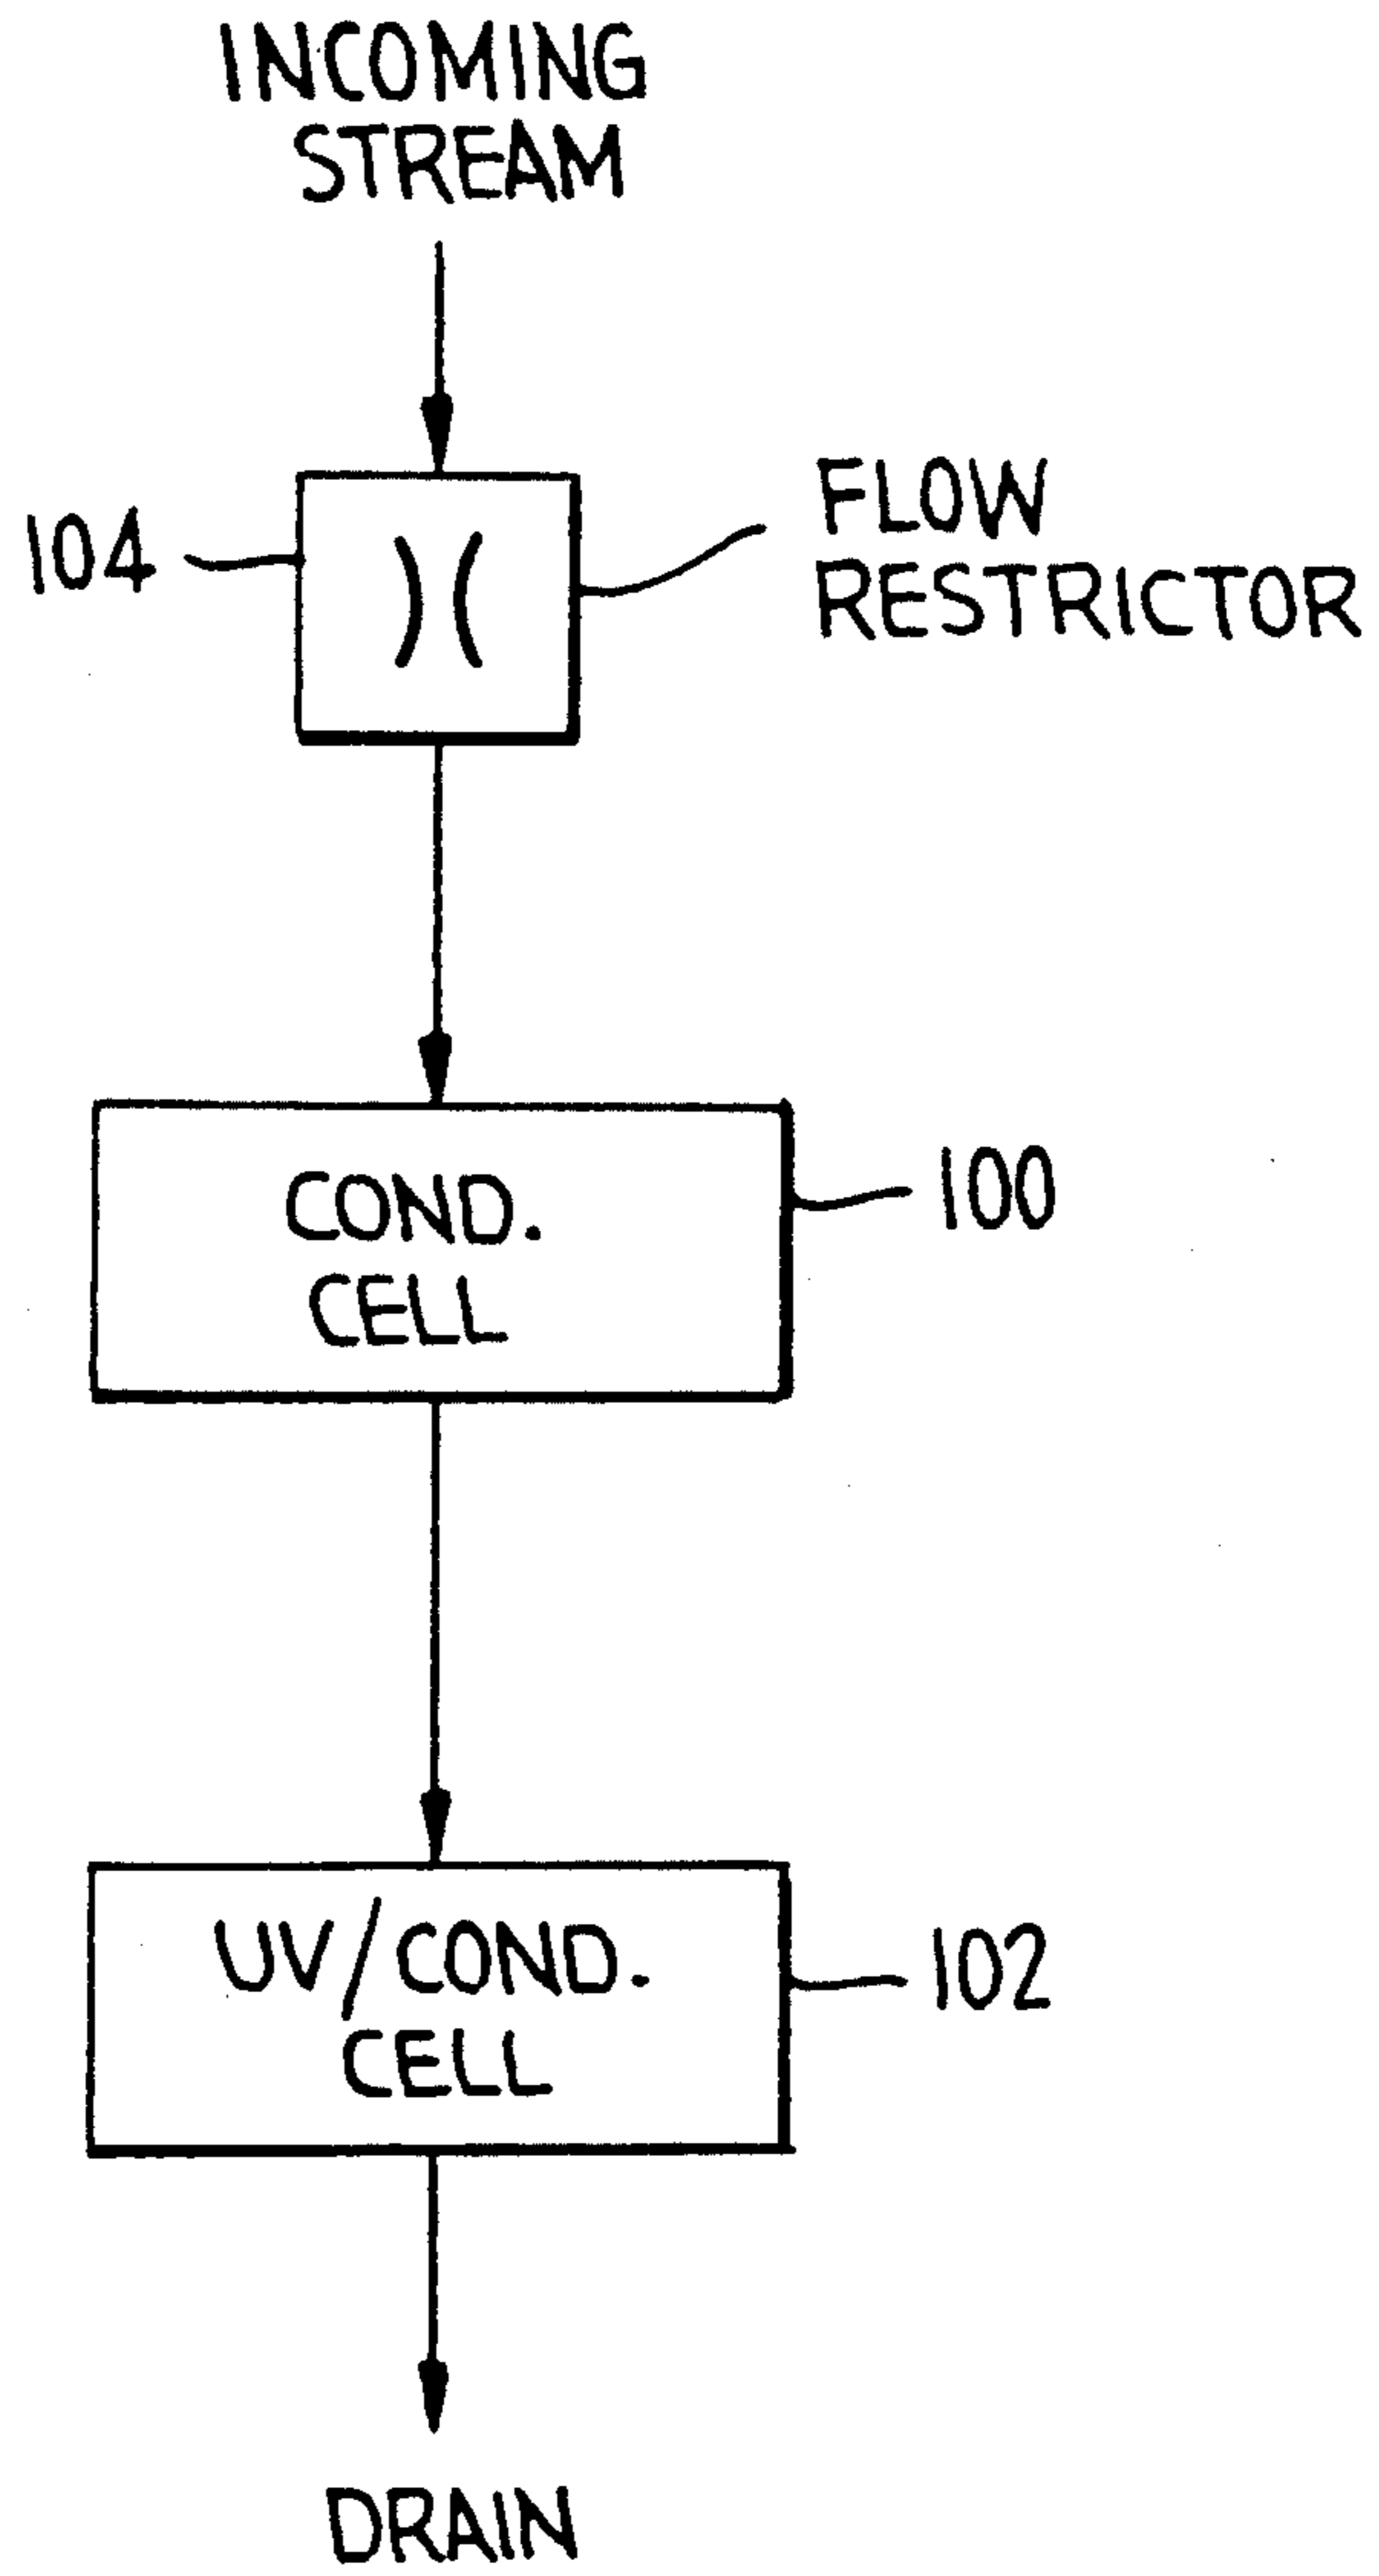 INCOMING
STREAM
104
FLOW
RESTRICTOR
COND.
CELL
100
UV/COND.
CELL
102
DRAIN